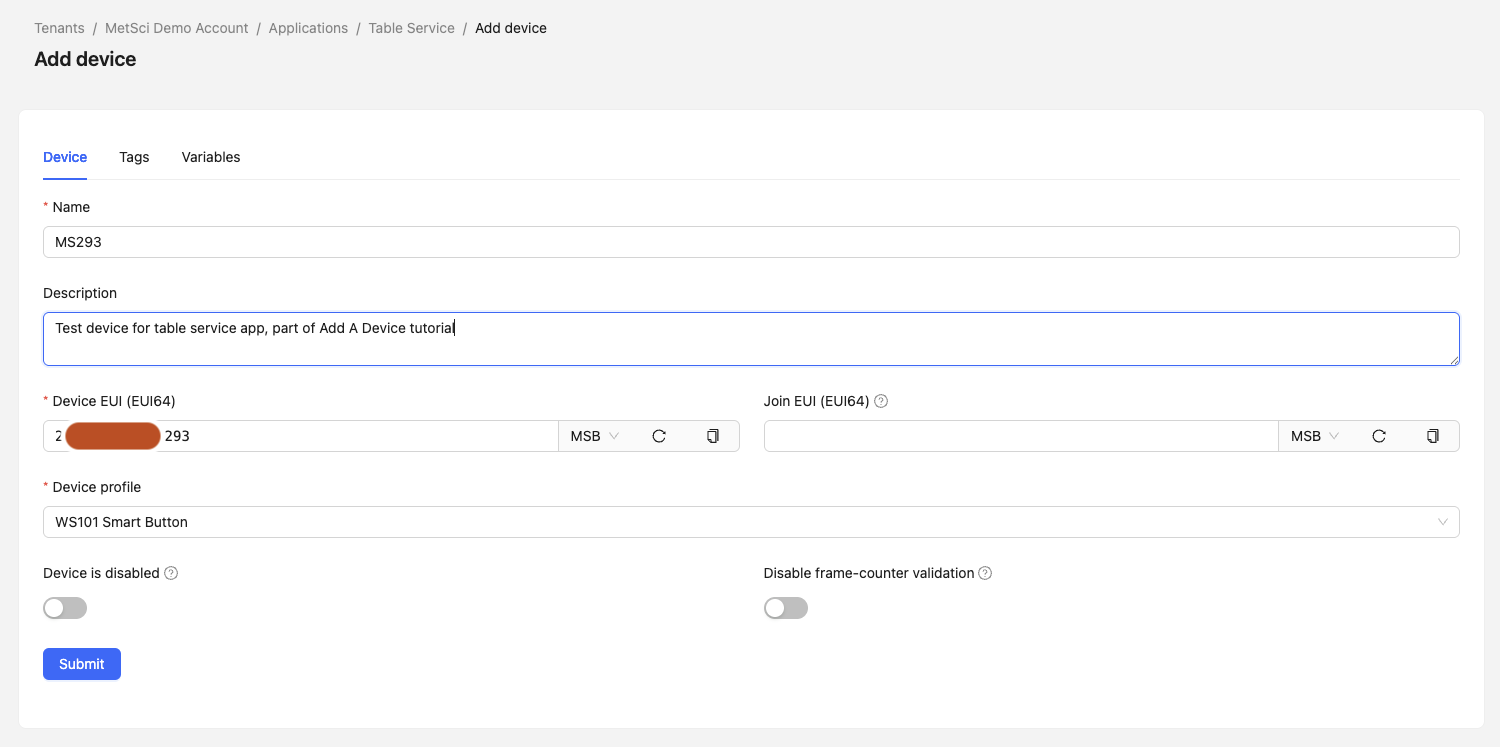 Tenants / MetSci Demo Account / Applications / Table Service / Add device
Add device
Device Tags Variables
* Name
MS293
Description
Test device for table service app, part of Add A Device tutorial
* Device EUI (EUI64) Join EUI (EUI64) ?
2 293 MSB MSB
* Device profile
WS101 Smart Button
Device is disabled ? Disable frame-counter validation ?
Submit